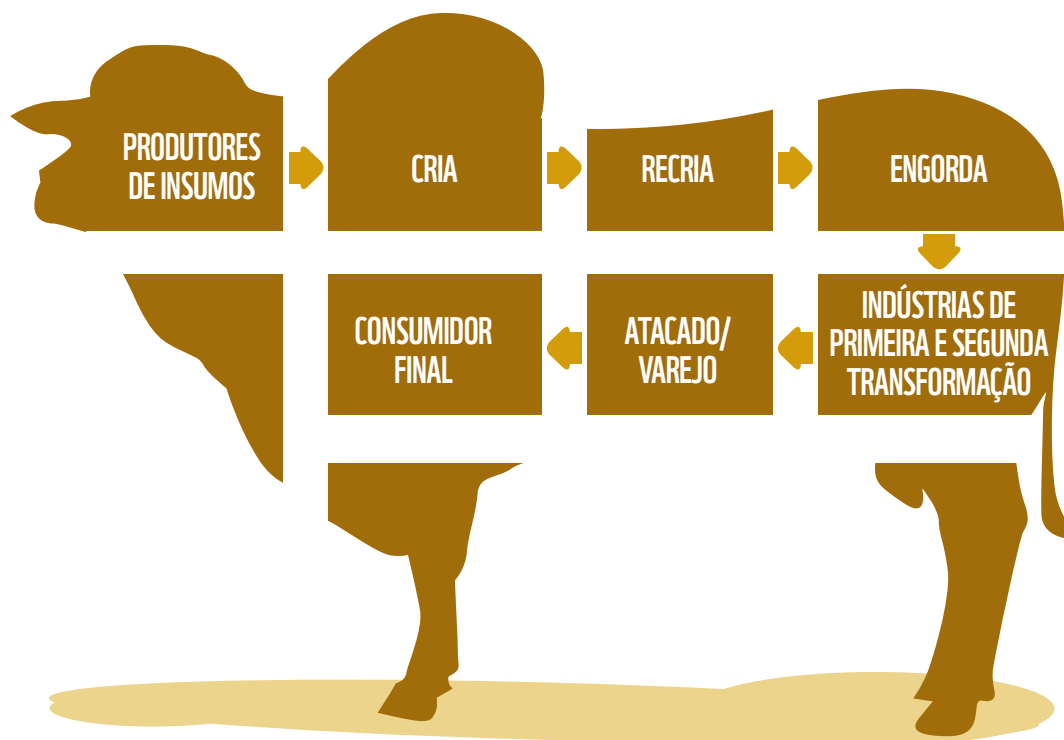 PRODUTORES
DE INSUMOS
CRIA
RECRIA
ENGORDA
INDÚSTRIAS DE
PRIMEIRA E SEGUNDA
TRANSFORMAÇÃO
ATACADO/
VAREJO
CONSUMIDOR
FINAL